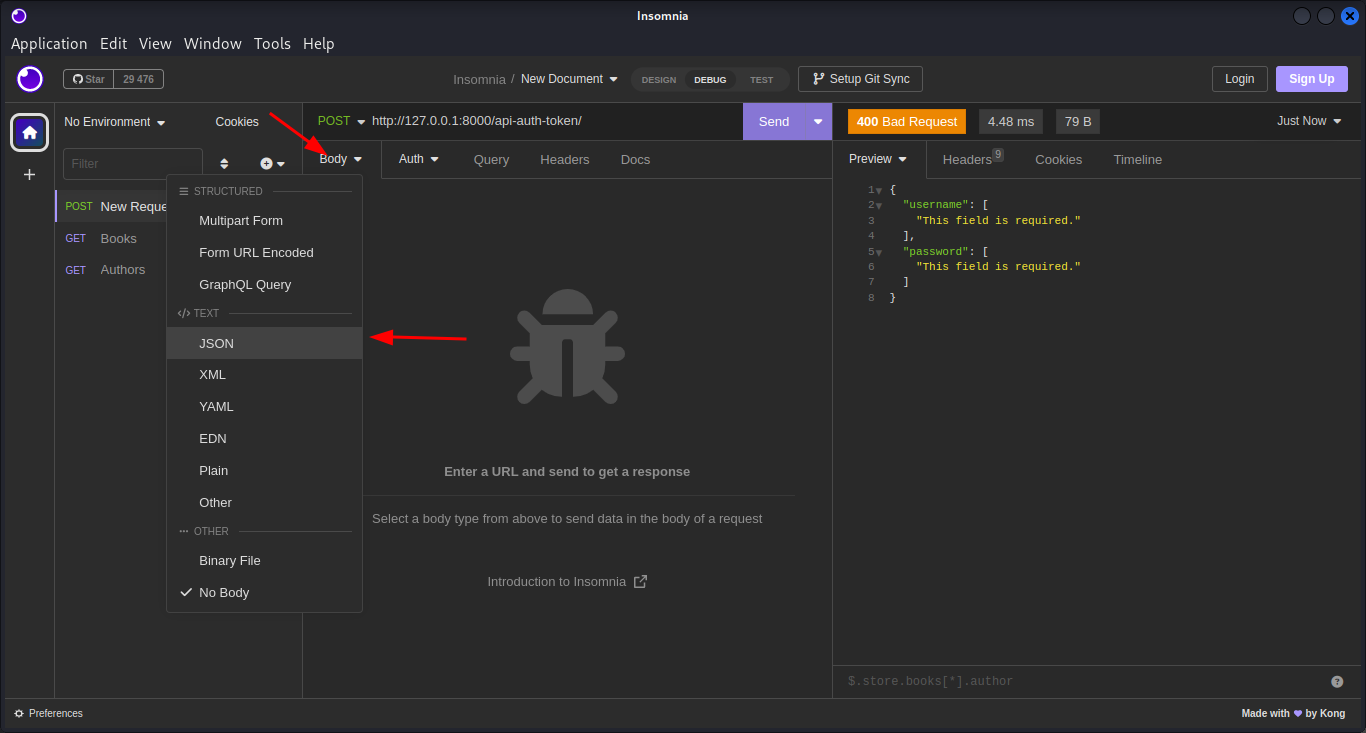 Insomnia
Application Edit View Window Tools Help
Star 29 476
Insomnia / New Document
DESIGN DEBUG TEST
Setup Git Sync
Login
Sign Up
No Environment
Cookies
Filter
POST New Reque
GET Books
GET Authors
POST http://127.0.0.1:8000/api-auth-token/
Send
Body Auth Query Headers Docs
STRUCTURED
Multipart Form
Form URL Encoded
GraphQL Query
</> TEXT
JSON
XML
YAML
EDN
Plain
Other
OTHER
Binary File
No Body
Enter a URL and send to get a response
Select a body type from above to send data in the body of a request
Introduction to Insomnia
400 Bad Request 4.48 ms 79 B
Just Now
Preview Headers 9 Cookies Timeline
1 {
2 "username": [
3 "This field is required."
4 ],
5 "password": [
6 "This field is required."
7 ]
8 }
$.store.books[*].author
?
Preferences
Made with ♥ by Kong